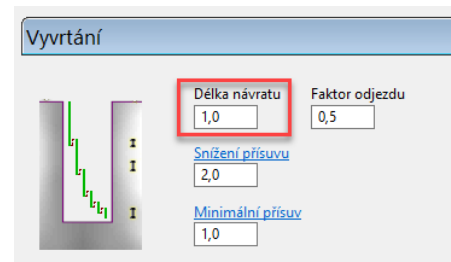 Vyvrtání
Délka návratu Faktor odjezdu
1,0 0,5
Snížení přísuvu
2,0
Minimální přísuv
1,0